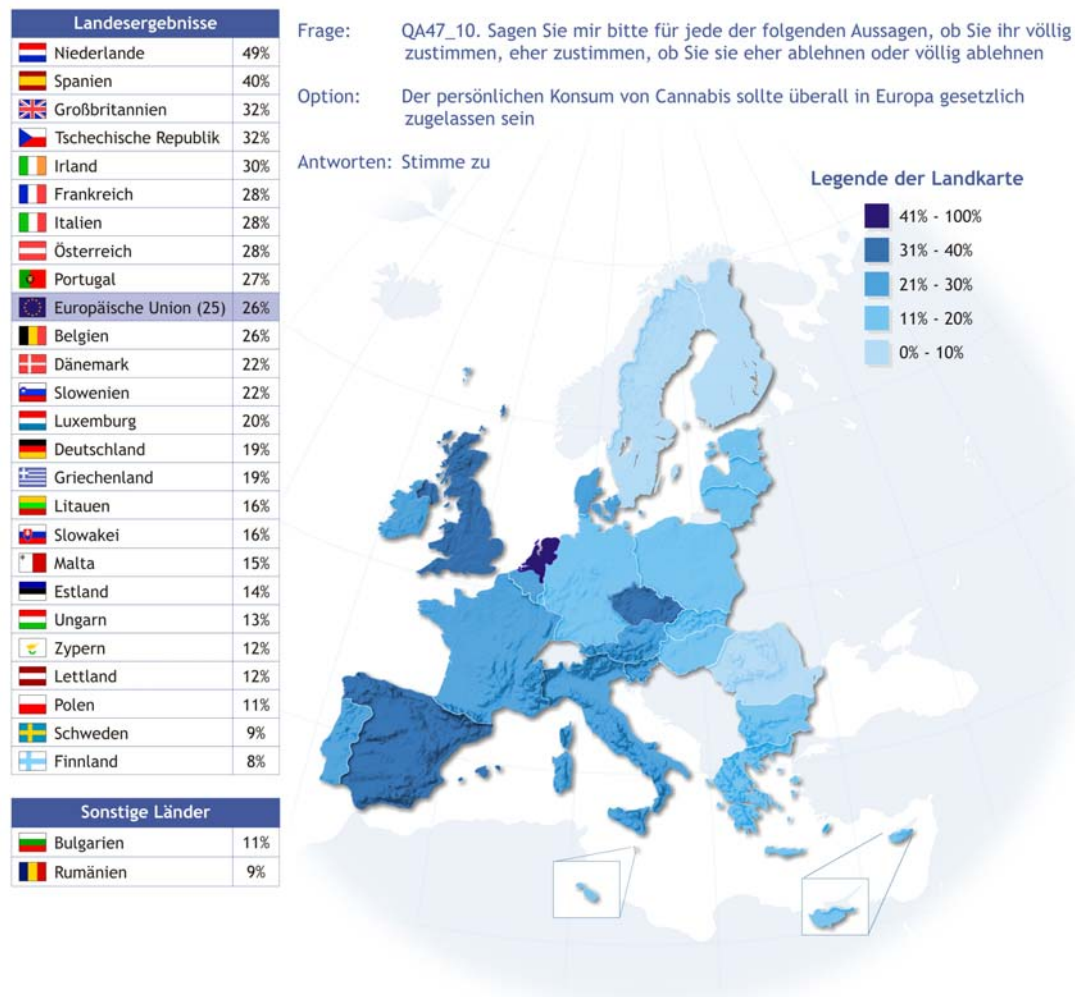 Landesergebnisse
Niederlande 49%
Spanien 40%
Großbritannien 32%
Tschechische Republik 32%
Irland 30%
Frankreich 28%
Italien 28%
Österreich 28%
Portugal 27%
Europäische Union (25) 26%
Belgien 26%
Dänemark 22%
Slowenien 22%
Luxemburg 20%
Deutschland 19%
Griechenland 19%
Litauen 16%
Slowakei 16%
Malta 15%
Estland 14%
Ungarn 13%
Zypern 12%
Lettland 12%
Polen 11%
Schweden 9%
Finnland 8%
Sonstige Länder
Bulgarien 11%
Rumänien 9%
Frage: QA47_10. Sagen Sie mir bitte für jede der folgenden Aussagen, ob Sie ihr völlig
zustimmen, eher zustimmen, ob Sie sie eher ablehnen oder völlig ablehnen
Option: Der persönlichen Konsum von Cannabis sollte überall in Europa gesetzlich
zugelassen sein
Antworten: Stimme zu
Legende der Landkarte
41% - 100%
31% - 40%
21% - 30%
11% - 20%
0% - 10%